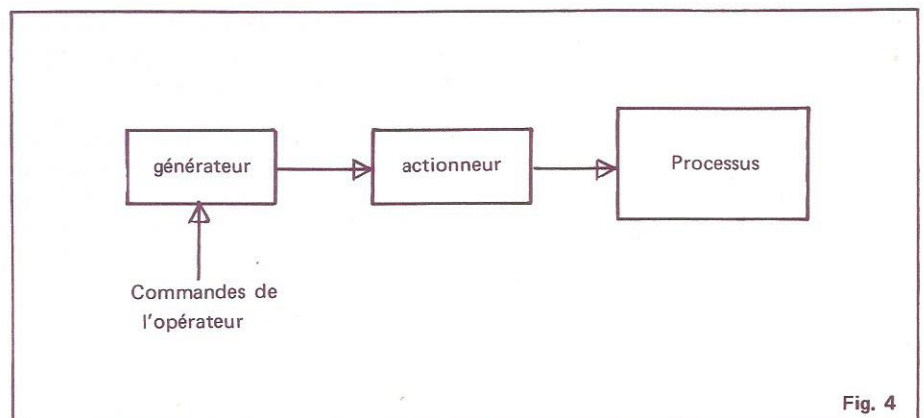 générateur
actionneur
Processus
Commandes de
l'opérateur
Fig. 4